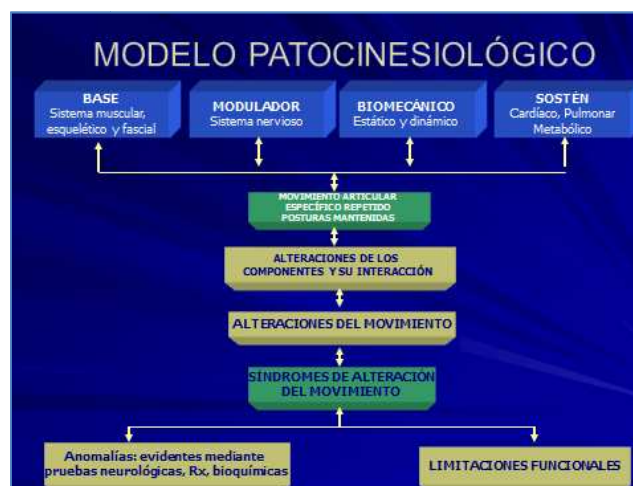 MODELO PATOCINESIOLÓGICO
BASE
Sistema muscular,
esquelético y fascial
MODULADOR
Sistema nervioso
BIOMECÁNICO
Estático y dinámico
SOSTÉN
Cardíaco, Pulmonar
Metabólico
MOVIMIENTO ARTICULAR
ESPECÍFICO REPETIDO
POSTURAS MANTENIDAS
ALTERACIONES DE LOS
COMPONENTES Y SU INTERACCIÓN
ALTERACIONES DEL MOVIMIENTO
SÍNDROMES DE ALTERACIÓN
DEL MOVIMIENTO
Anomalías: evidentes mediante
pruebas neurológicas, Rx, bioquímicas
LIMITACIONES FUNCIONALES